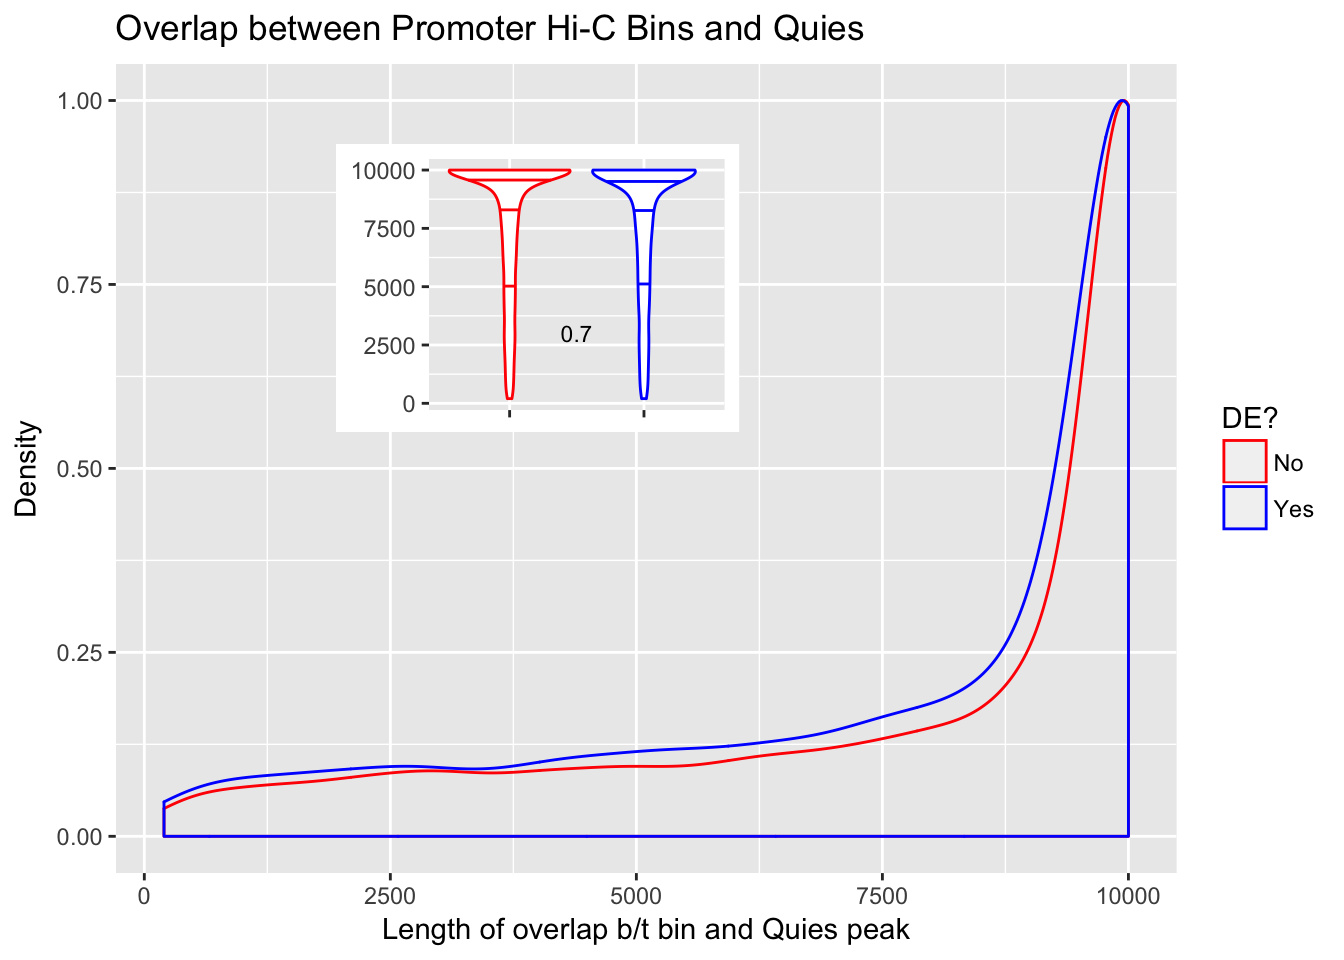 Overlap between Promoter Hi-C Bins and Quies
1.00
0.75
0.50
0.25
0.00
Density
10000
7500
5000
2500
0
0.7
DE?
No
Yes
0 2500 5000 7500 10000
Length of overlap b/t bin and Quies peak